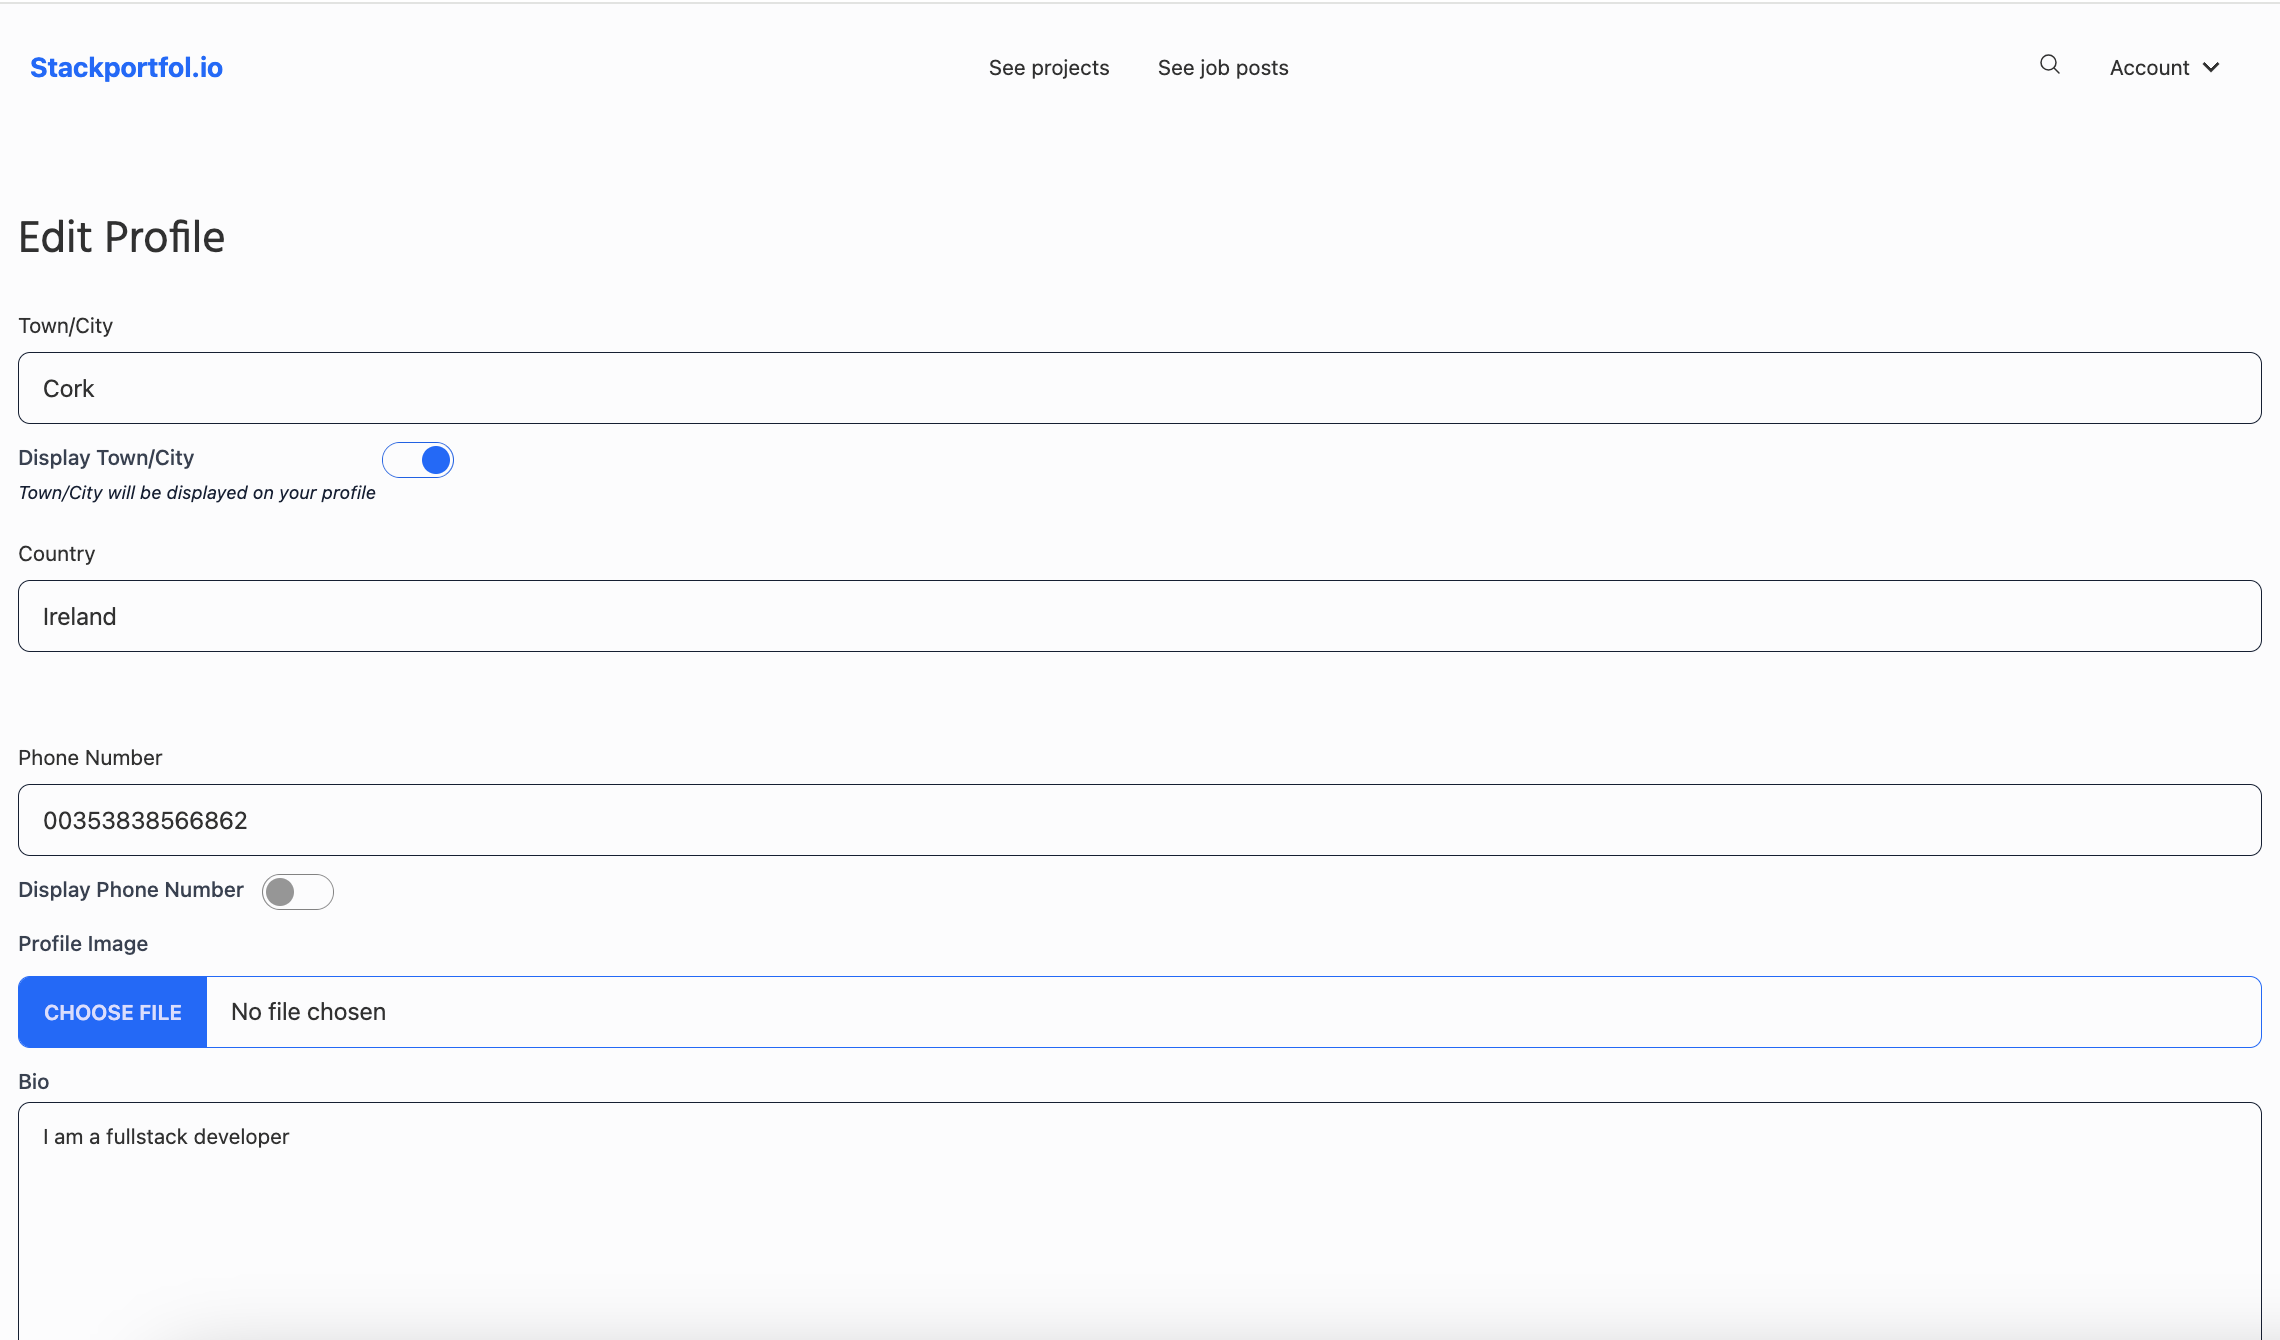 Stackportfol.io
See projects
See job posts
Account
Edit Profile
Town/City
Cork
Display Town/City
Town/City will be displayed on your profile
Country
Ireland
Phone Number
00353838566862
Display Phone Number
Profile Image
CHOOSE FILE No file chosen
Bio
I am a fullstack developer